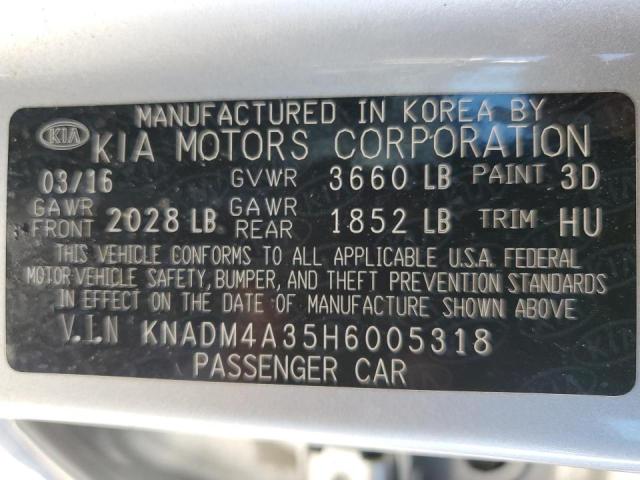 MANUFACTURED IN KOREA BY
KIA KIA MOTORS CORPORATION
03/16 GVWR 3660 LB PAINT 3D
GAWR FRONT 2028 LB GAWR REAR 1852 LB TRIM HU
THIS VEHICLE CONFORMS TO ALL APPLICABLE U.S.A. FEDERAL
MOTOR VEHICLE SAFETY, BUMPER, AND THEFT PREVENTION STANDARDS
IN EFFECT ON THE DATE OF MANUFACTURING SHOWN ABOVE
V.I.N KNADM4A35H6005318
PASSENGER CAR